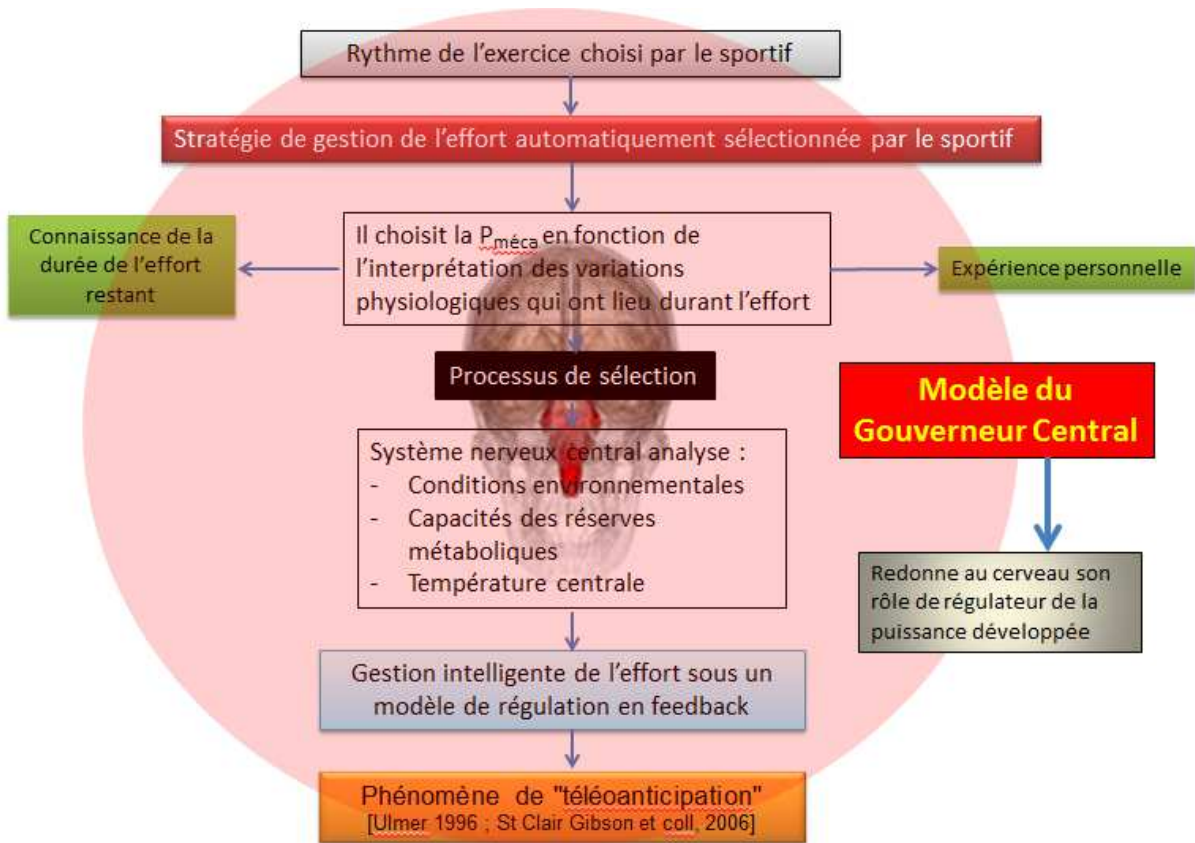 Rythme de l'exercice choisi par le sportif
Stratégie de gestion de l'effort automatiquement sélectionnée par le sportif
Connaissance de la
durée de l'effort
restant
Il choisit la Pméca en fonction de
l'interprétation des variations
physiologiques qui ont lieu durant l'effort
Expérience personnelle
Processus de sélection
Modèle du
Gouverneur Central
Système nerveux central analyse :
- Conditions environnementales
- Capacités des réserves
métaboliques
- Température centrale
Redonne au cerveau son
rôle de régulateur de la
puissance développée
Gestion intelligente de l'effort sous un
modèle de régulation en feedback
Phénomène de "téléoanticipation"
[Ulmer 1996 ; St Clair Gibson et coll, 2006]